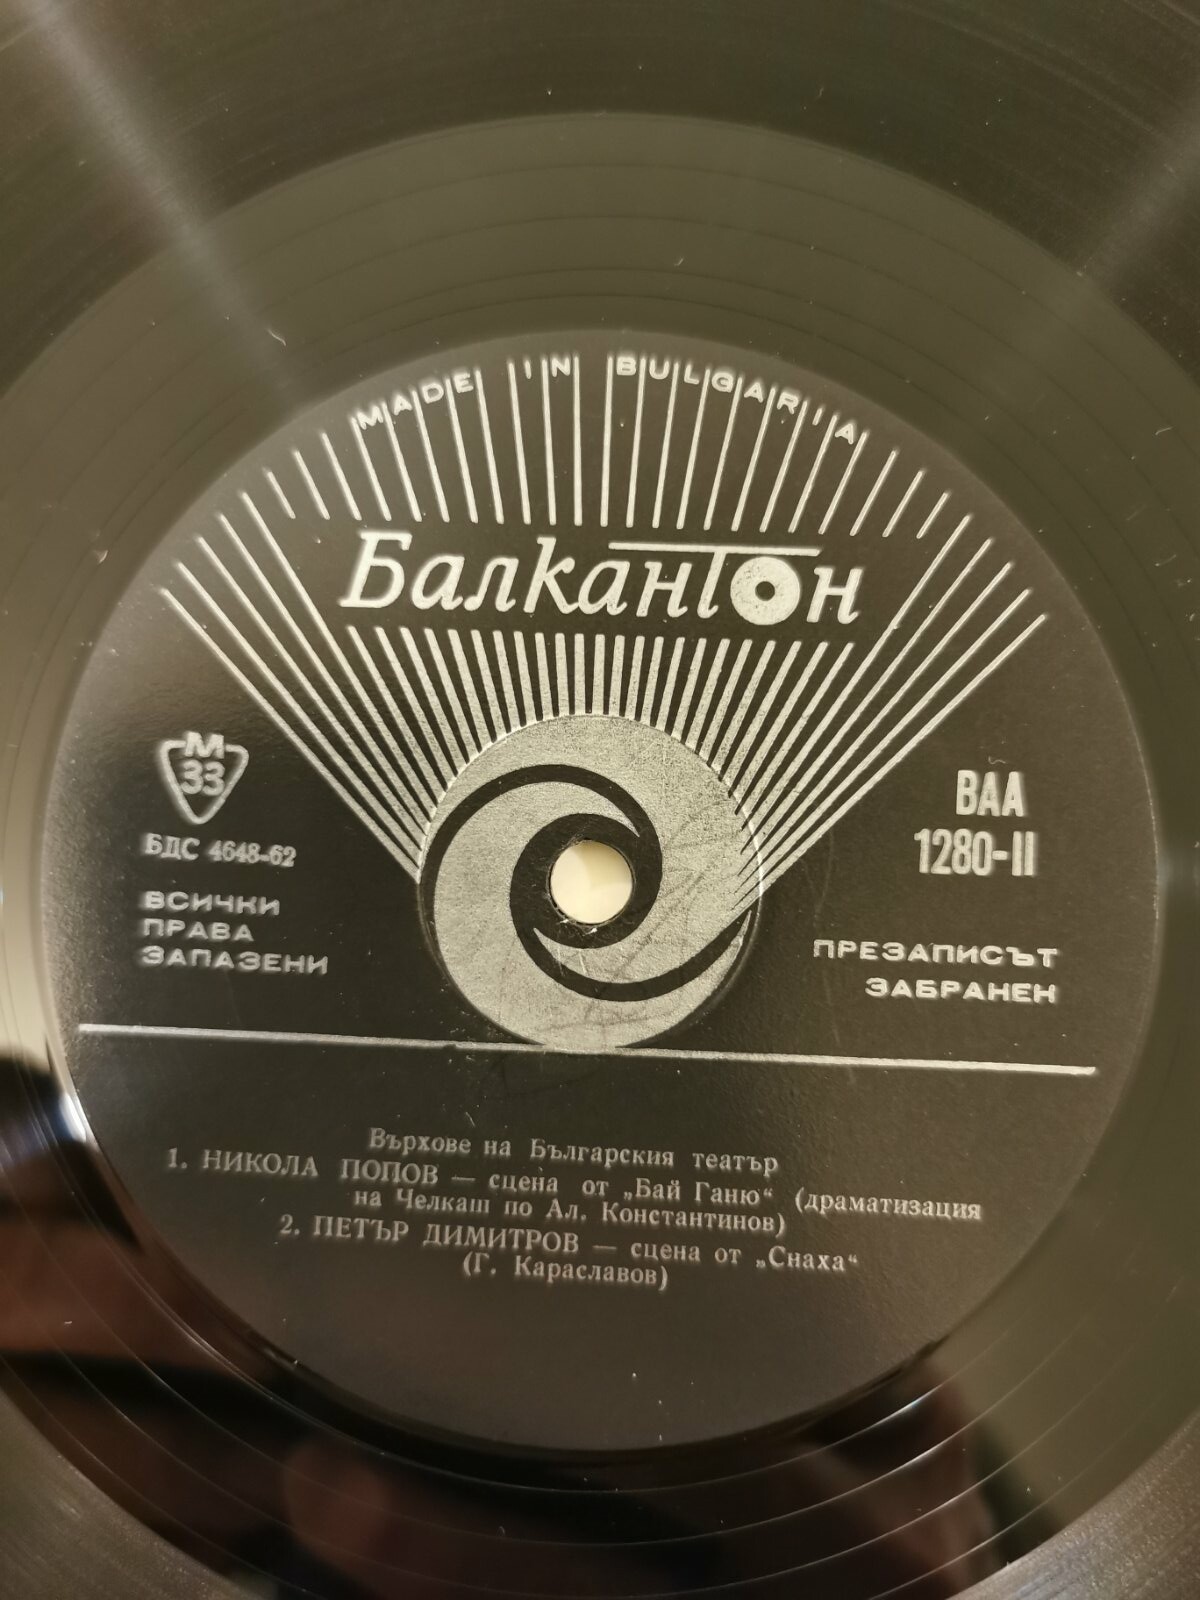 MADE IN BULGARIA
Балкантон
М
33
БДС 4648-62
ВСИЧКИ
ПРАВА
ЗАПАЗЕНИ
ВАА
1280-II
ПРЕЗАПИСЪТ
ЗАБРАНЕН
Върхове на Българския театър
1. НИКОЛА ПОПОВ — сцена от „Бай Ганю“ (драматизация
на Челкаш по Ал. Константинов)
2. ПЕТЪР ДИМИТРОВ — сцена от „Снаха“
(Г. Караславов)